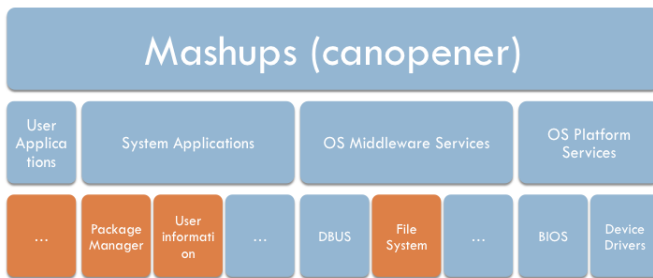 Mashups (canopener)
User
Applica
tions
System Applications
OS Middleware Services
OS Platform
Services
...
Package
Manager
User
informati
on
...
DBUS
File
System
...
BIOS
Device
Drivers